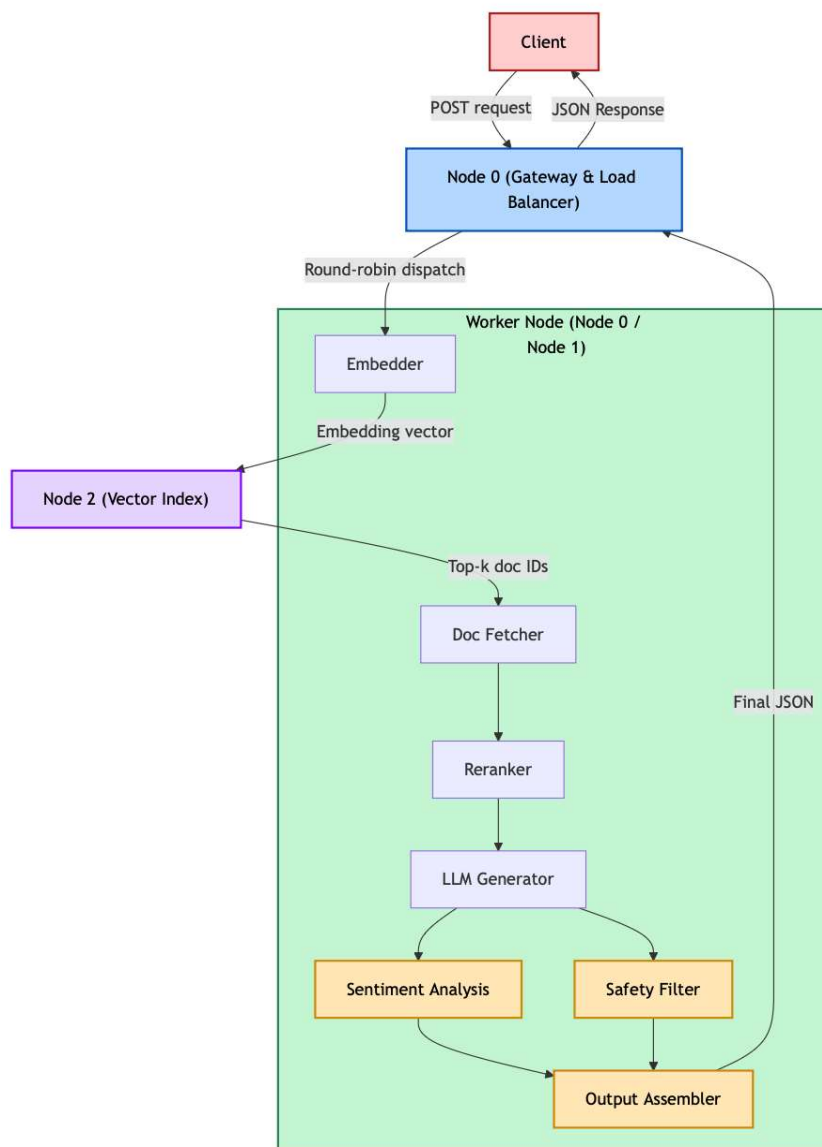 Client
POST request
JSON Response
Node 0 (Gateway & Load
Balancer)
Round-robin dispatch
Worker Node (Node 0 /
Node 1)
Embedder
Embedding vector
Node 2 (Vector Index)
Top-k doc IDs
Doc Fetcher
Final JSON
Reranker
LLM Generator
Sentiment Analysis
Safety Filter
Output Assembler